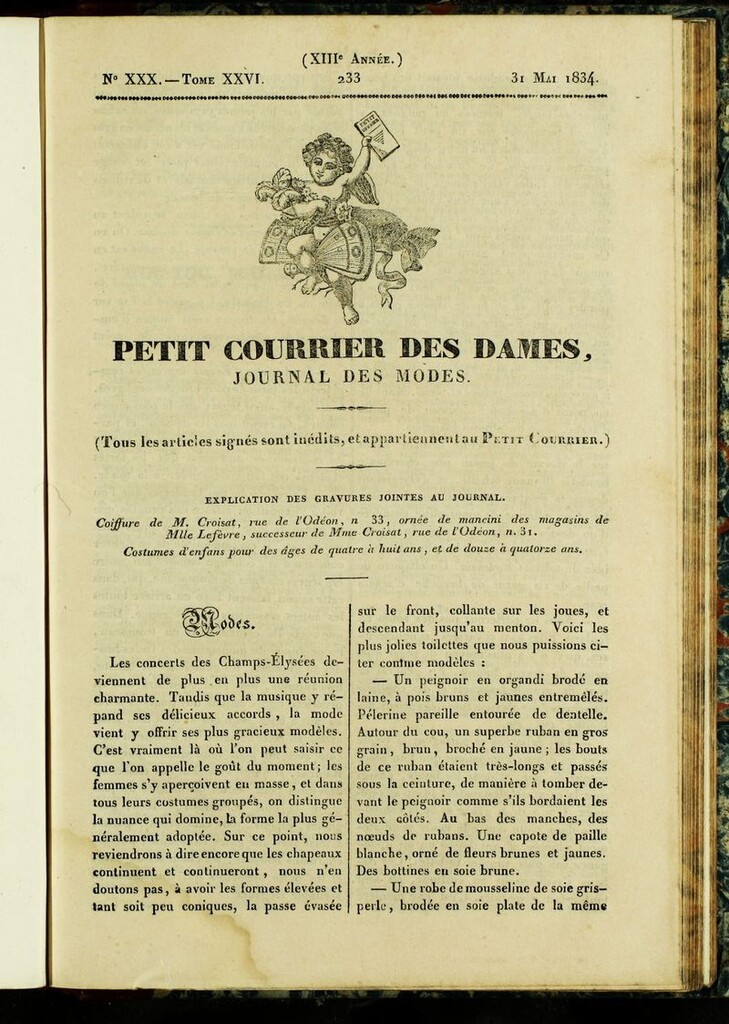 (XIIIe Année.)
No XXX.—Tome XXVI. 233 31 Mai 1834.
PETIT COURRIER
PETIT COURRIER DES DAMES,
JOURNAL DES MODES.
(Tous les articles signés sont inédits, et appartiennent au Petit Courrier.)
EXPLICATION DES GRAVURES JOINTES AU JOURNAL.
Coiffure de M. Croisat, rue de l'Odéon, n 33, ornée de mancini des magasins de
Mlle Lefèvre, successeur de Mme Croisat, rue de l'Odéon, n. 31.
Costumes d'enfans pour des âges de quatre à huit ans, et de douze à quatorze ans.
Modes.
Les concerts des Champs-Élysées de-
viennent de plus en plus une réunion
charmante. Tandis que la musique y ré-
pand ses délicieux accords, la mode
vient y offrir ses plus gracieux modèles.
C'est vraiment là où l'on peut saisir ce
que l'on appelle le goût du moment; les
femmes s'y aperçoivent en masse, et dans
tous leurs costumes groupés, on distingue
la nuance qui domine, la forme la plus gé-
néralement adoptée. Sur ce point, nous
reviendrons à dire encore que les chapeaux
continuent et continueront, nous n'en
doutons pas, à avoir les formes élevées et
tant soit peu coniques, la passe évasée
sur le front, collante sur les joues, et
descendant jusqu'au menton. Voici les
plus jolies toilettes que nous puissions ci-
ter comme modèles :
— Un peignoir en organdi brodé en
laine, à pois bruns et jaunes entremêlés.
Pélerine pareille entourée de dentelle.
Autour du cou, un superbe ruban en gros
grain, brun, broché en jaune; les bouts
de ce ruban étaient très-longs et passés
sous la ceinture, de manière à tomber de-
vant le peignoir comme s'ils bordaient les
deux côtés. Au bas des manches, des
nœuds de rubans. Une capote de paille
blanche, orné de fleurs brunes et jaunes.
Des bottines en soie brune.
— Une robe de mousseline de soie gris-
perle, brodée en soie plate de la même